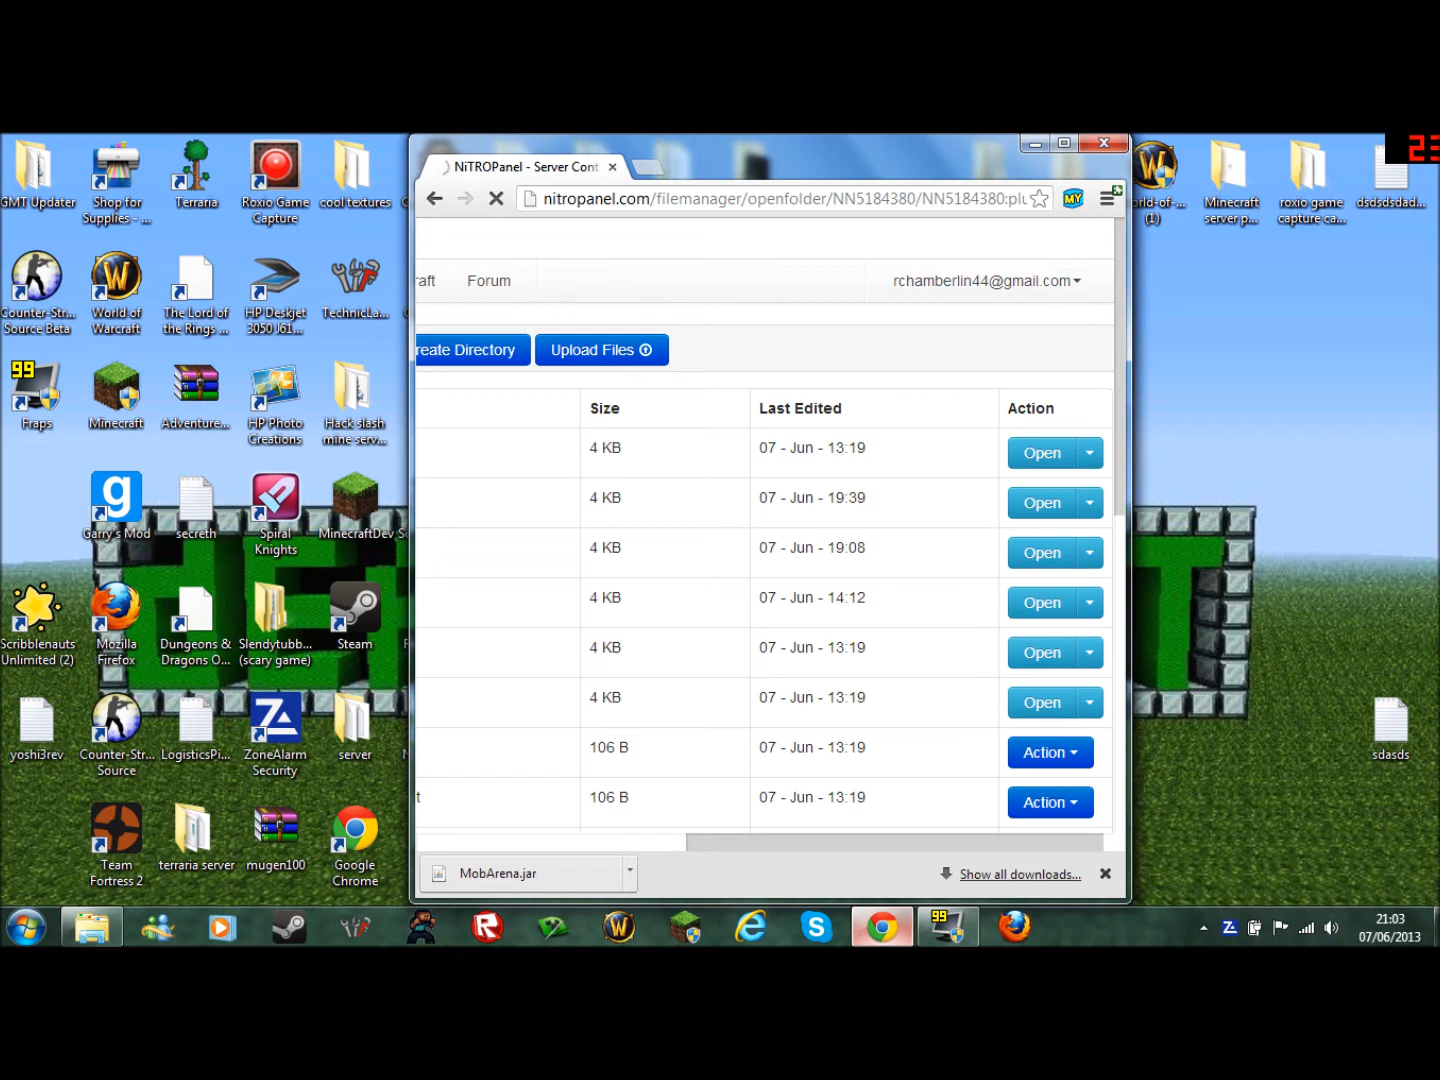 NiTROPanel - Server Cont
nitropanel.com/filemanager/openfolder/NN5184380/NN5184380:plu
MY
Forum
rchamberlin44@gmail.com
reate Directory
Upload Files
Size
Last Edited
Action
4 KB
07 - Jun - 13:19
Open
4 KB
07 - Jun - 19:39
Open
4 KB
07 - Jun - 19:08
Open
4 KB
07 - Jun - 14:12
Open
4 KB
07 - Jun - 13:19
Open
4 KB
07 - Jun - 13:19
Open
106 B
07 - Jun - 13:19
Action
t
106 B
07 - Jun - 13:19
Action
MobArena.jar
Show all downloads...
GMT Updater
Shop for
Supplies - ...
Terraria
Roxio Game
Capture
cool textures
Counter-Str...
Source Beta
World of
Warcraft
The Lord of
the Rings ...
HP Deskjet
3050 J61...
TechnicLa...
99
Fraps
Minecraft
Adventure...
HP Photo
Creations
Hack slash
mine serv...
Garry's Mod
secreth
Spiral
Knights
MinecraftDev
Scribblenauts
Unlimited (2)
Mozilla
Firefox
Dungeons &
Dragons O...
Slendytubb...
(scary game)
Steam
yoshi3rev
Counter-Str...
Source
LogisticsPi...
ZoneAlarm
Security
server
Team
Fortress 2
terraria server
mugen100
Google
Chrome
rld-of-...
(1)
Minecraft
server p...
roxio game
capture ca...
dsdsdsdad...
23
sdasds
99
21:03
07/06/2013